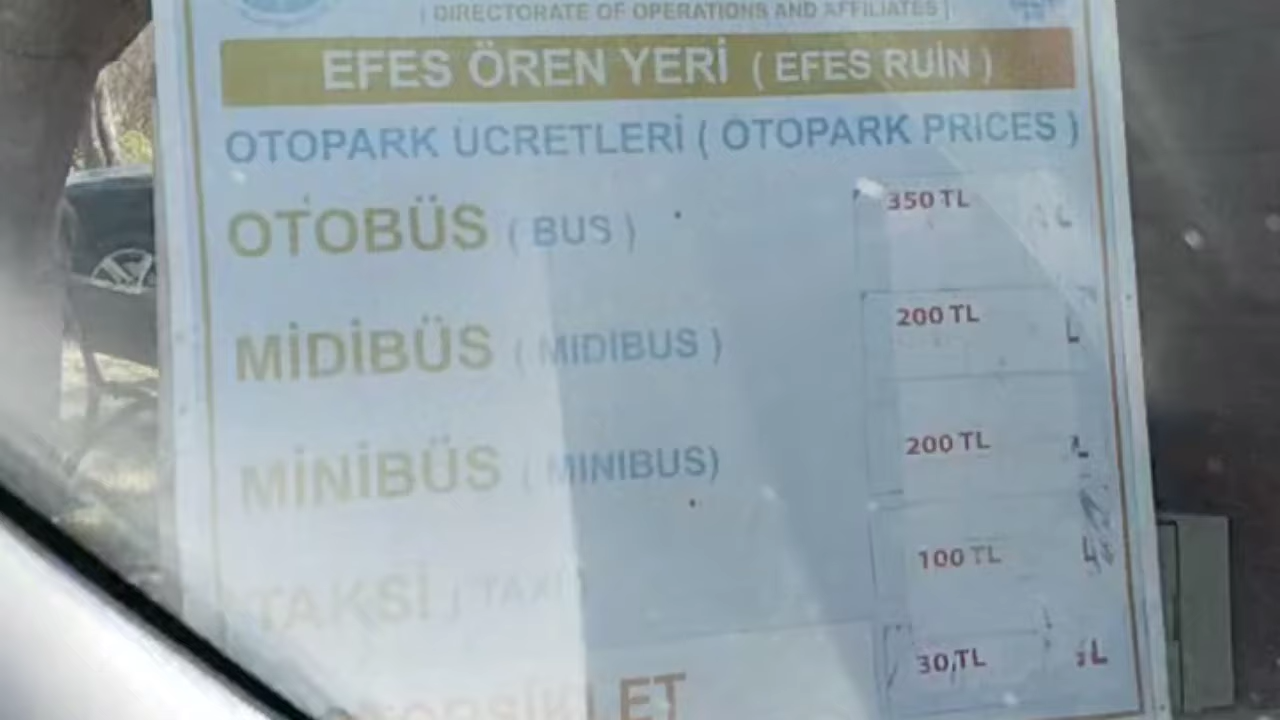 ( DIRECTORATE OF OPERATIONS AND AFFILIATES )
EFES ÖREN YERİ ( EFES RUIN )
OTOPARK ÜCRETLERİ ( OTOPARK PRICES )
OTOBÜS ( BUS ) 350 TL
MİDİBÜS ( MIDIBUS ) 200 TL
MİNİBÜS ( MINIBUS) 200 TL
TAKSİ ( TAXI 100 TL
30 TL